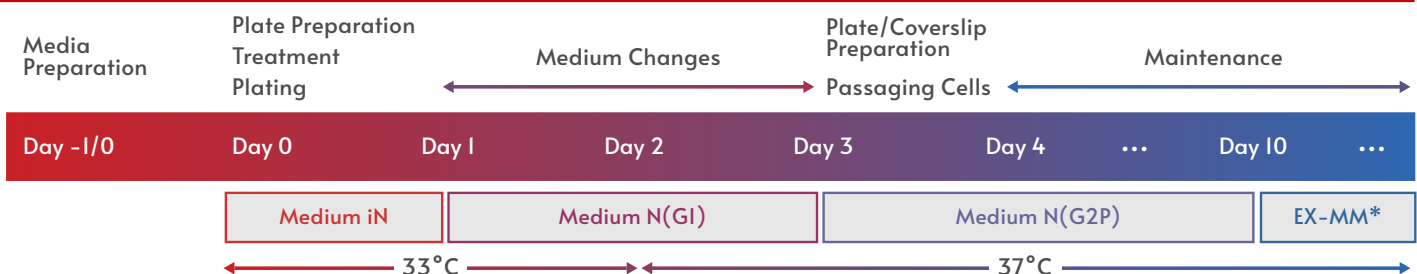 Media
Preparation
Plate Preparation
Treatment
Plating
Medium Changes
Plate/Coverslip
Preparation
Passaging Cells
Maintenance
Day -1/0
Day 0
Day 1
Day 2
Day 3
Day 4
...
Day 10
...
Medium iN
Medium N(G1)
Medium N(G2P)
EX-MM*
33°C
37°C